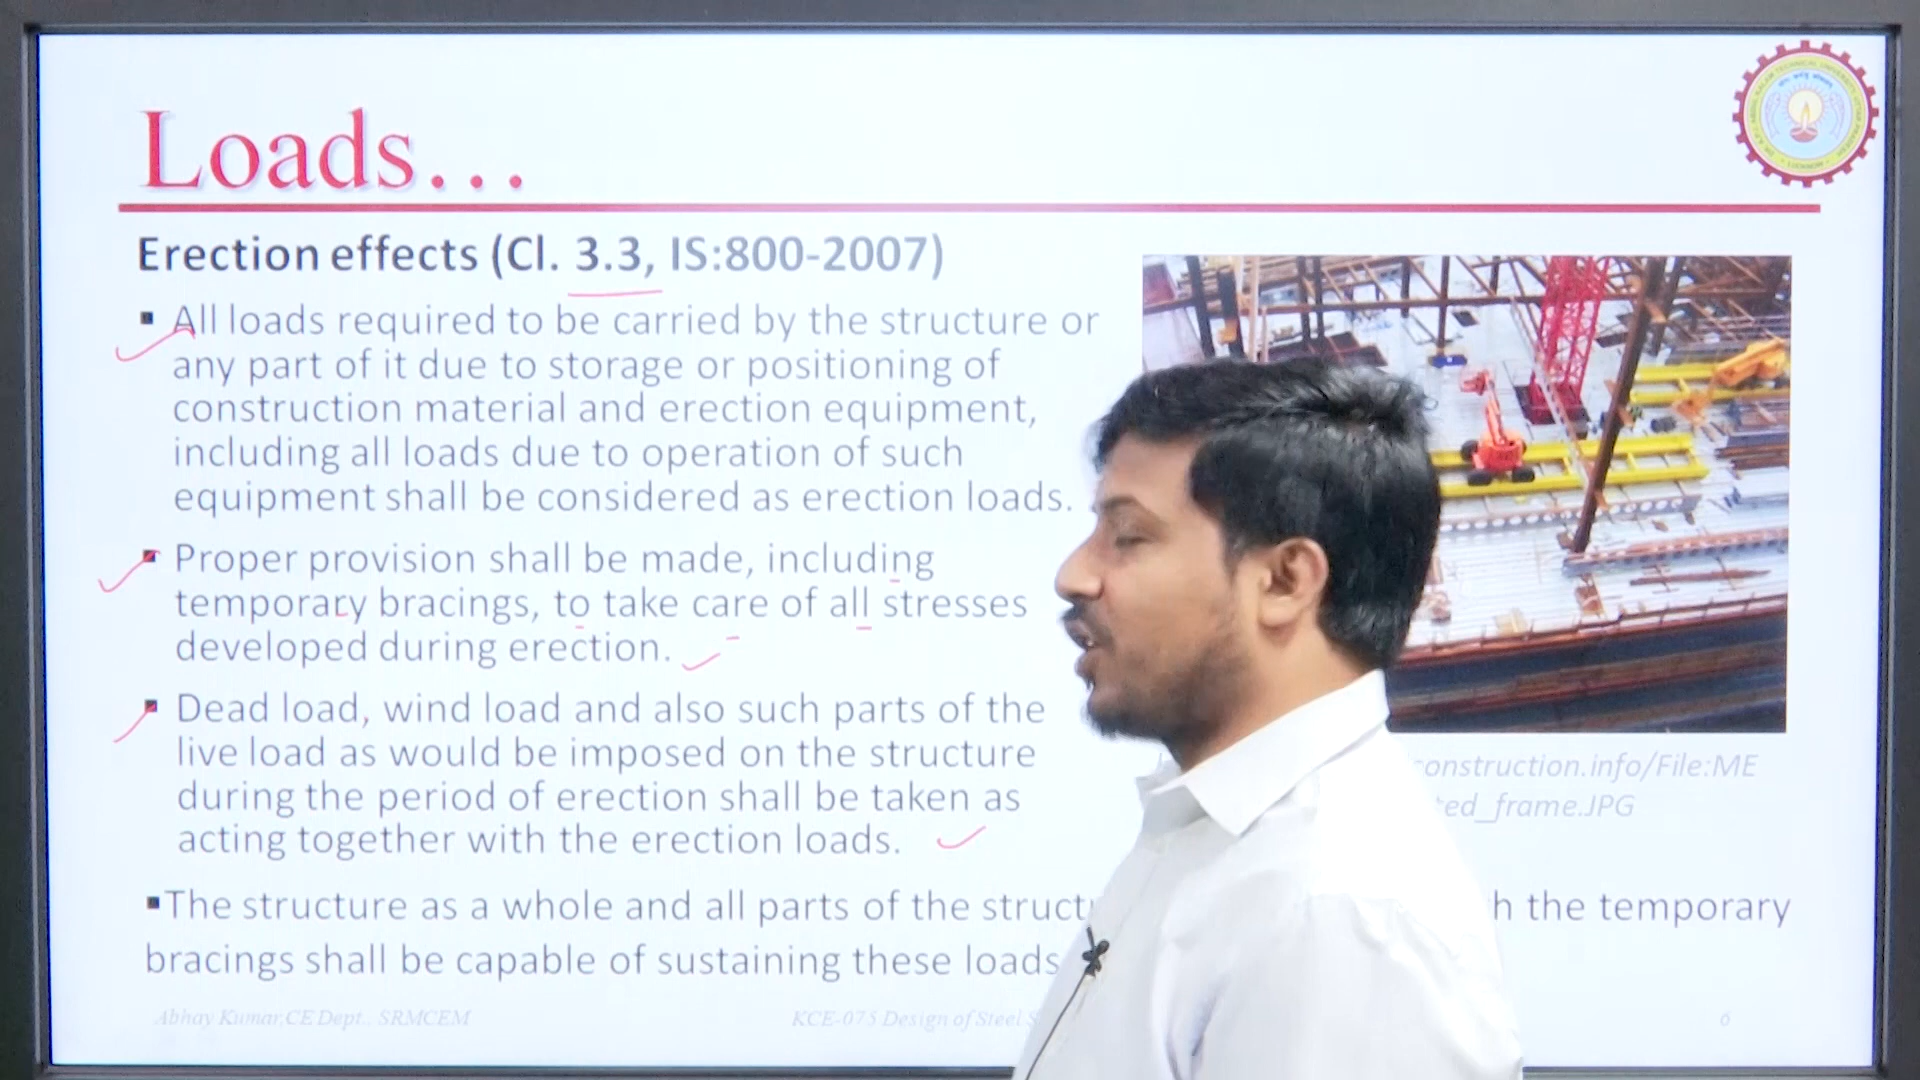 Loads...
Erection effects (Cl. 3.3, IS:800-2007)
▪ All loads required to be carried by the structure or
any part of it due to storage or positioning of
construction material and erection equipment,
including all loads due to operation of such
equipment shall be considered as erection loads.
▪ Proper provision shall be made, including
temporary bracings, to take care of all stresses
developed during erection.
▪ Dead load, wind load and also such parts of the
live load as would be imposed on the structure
during the period of erection shall be taken as
acting together with the erection loads.
▪The structure as a whole and all parts of the the temporary
bracings shall be capable of sustaining these loads
onstruction.info/File:ME
ed_frame.JPG
Abhay Kumar,CE Dept., SRMCEM
KCE-075 Design of Steel
6